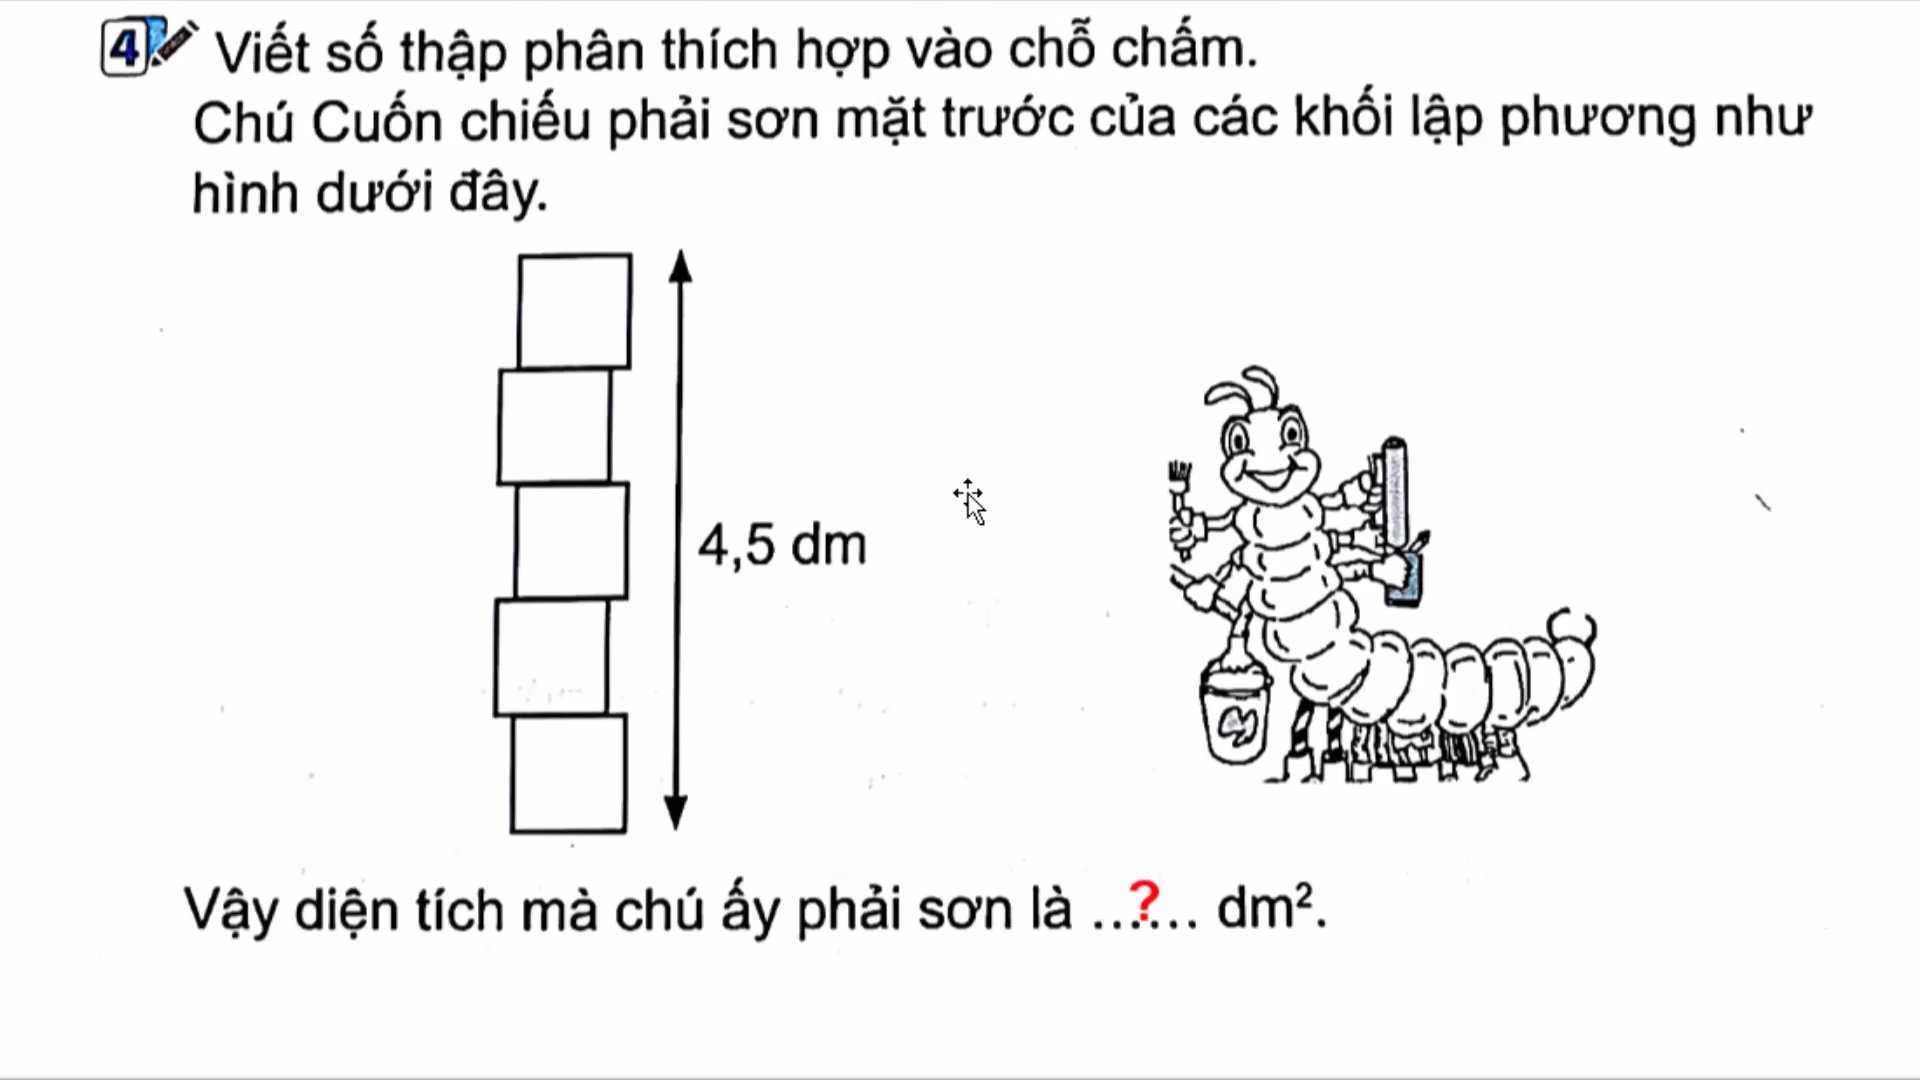 4 Viết số thập phân thích hợp vào chỗ chấm.
Chú Cuốn chiếu phải sơn mặt trước của các khối lập phương như
hình dưới đây.
4,5 dm
Vậy diện tích mà chú ấy phải sơn là ..?... dm².